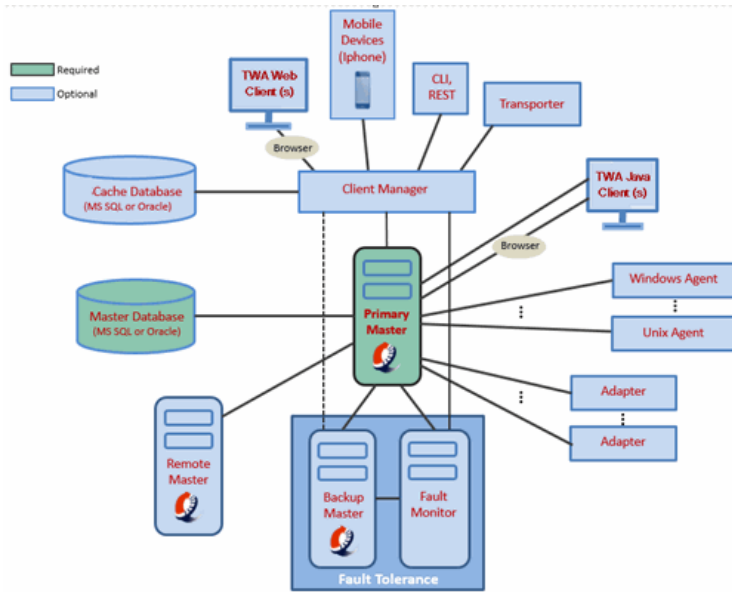 Required
Optional
TWA Web
Client (s)
Browser
Mobile
Devices
(Iphone)
CLI,
REST
Transporter
Cache Database
(MS SQL or Oracle)
Client Manager
TWA Java
Client (s)
Browser
Master Database
(MS SQL or Oracle)
Primary
Master
Windows Agent
Unix Agent
Adapter
Adapter
Remote
Master
Backup
Master
Fault
Monitor
Fault Tolerance